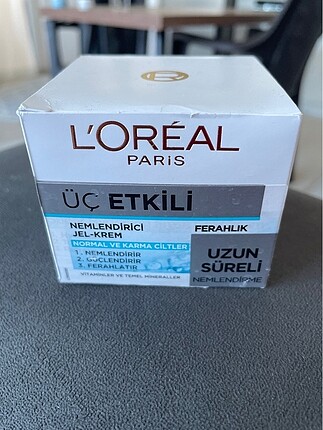 L'ORÉAL
PARIS
ÜÇ ETKİLİ
NEMLENDİRİCİ
JEL-KREM
FERAHLIK
NORMAL VE KARMA CİLTLER
1. NEMLENDİRİR
2. GÜÇLENDİRİR
3. FERAHLATIR
VİTAMİNLER VE TEMEL MİNERALLER
UZUN
SÜRELİ
NEMLENDİRME